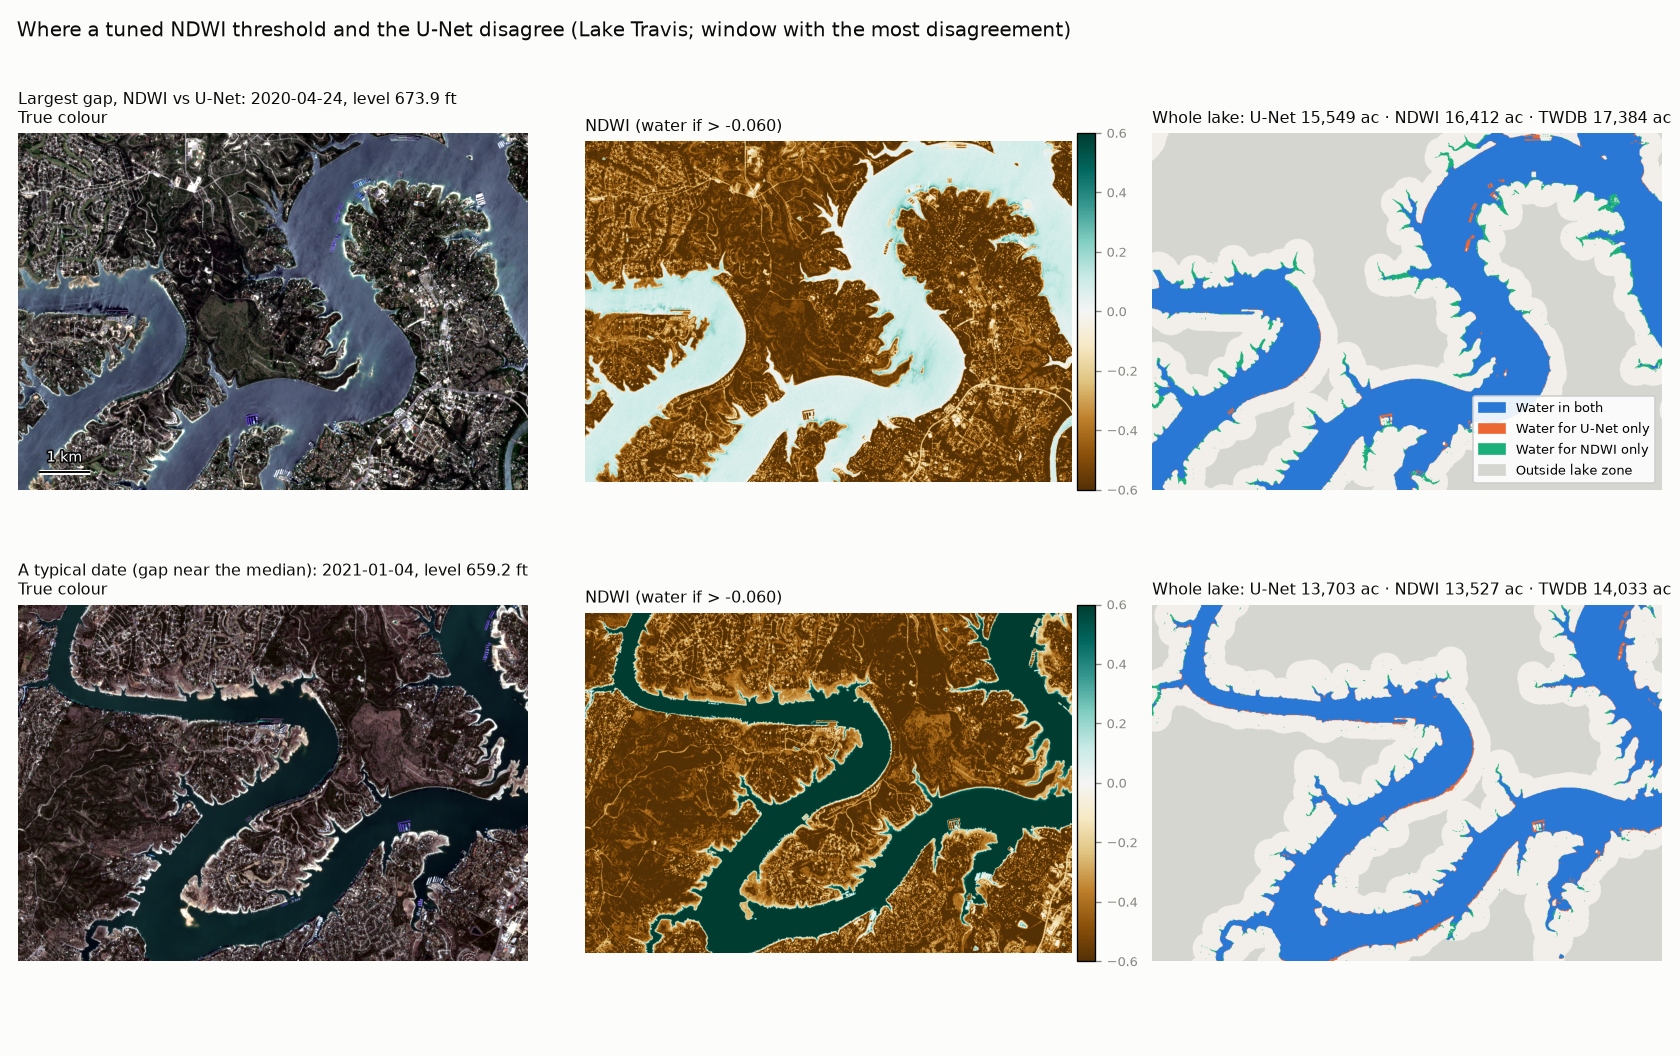 Where a tuned NDWI threshold and the U-Net disagree (Lake Travis; window with the most disagreement)
Largest gap, NDWI vs U-Net: 2020-04-24, level 673.9 ft
True colour
NDWI (water if > -0.060)
Whole lake: U-Net 15,549 ac · NDWI 16,412 ac · TWDB 17,384 ac
1 km
0.6
0.4
0.2
0.0
−0.2
−0.4
−0.6
Water in both
Water for U-Net only
Water for NDWI only
Outside lake zone
A typical date (gap near the median): 2021-01-04, level 659.2 ft
True colour
NDWI (water if > -0.060)
Whole lake: U-Net 13,703 ac · NDWI 13,527 ac · TWDB 14,033 ac
0.6
0.4
0.2
0.0
−0.2
−0.4
−0.6